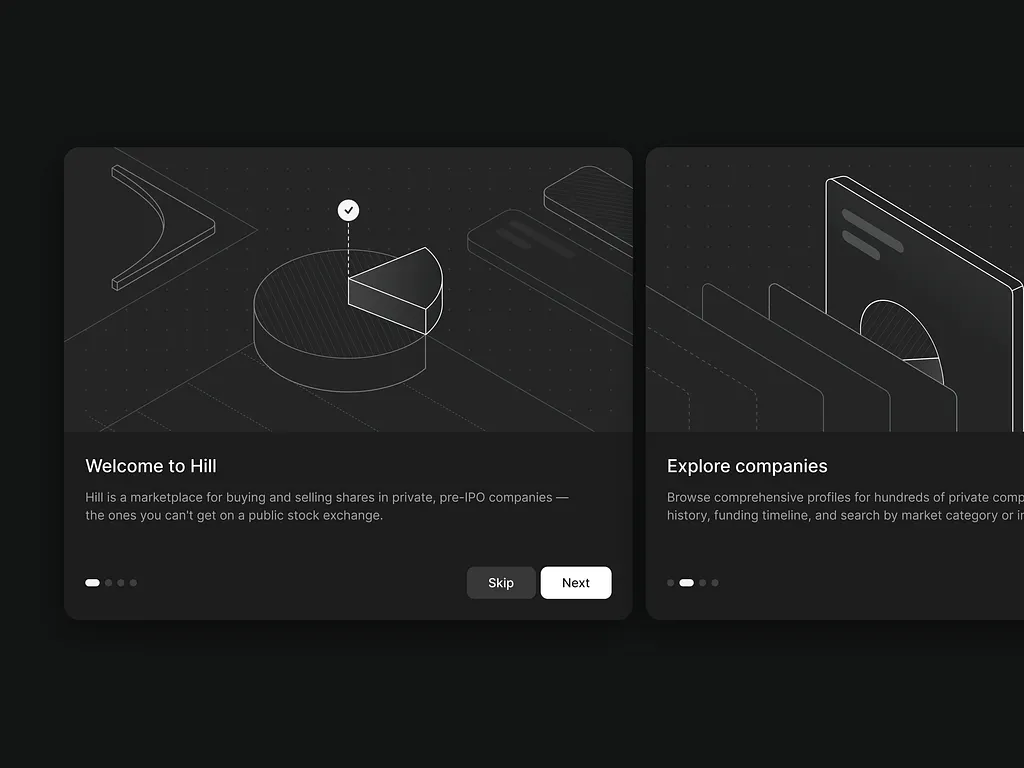 Welcome to Hill
Hill is a marketplace for buying and selling shares in private, pre-IPO companies —
the ones you can't get on a public stock exchange.
Skip
Next
Explore companies
Browse comprehensive profiles for hundreds of private
history, funding timeline, and search by market category or